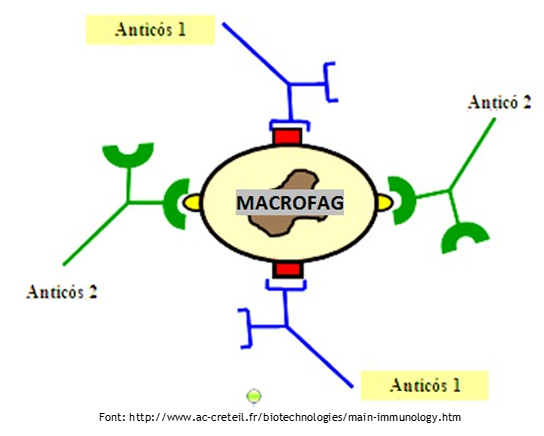 Anticós 1
Anticó 2
MACROFAG
Anticós 2
Anticós 1
Font: http://www.ac-creteil.fr/biotechnologies/main-immunology.htm